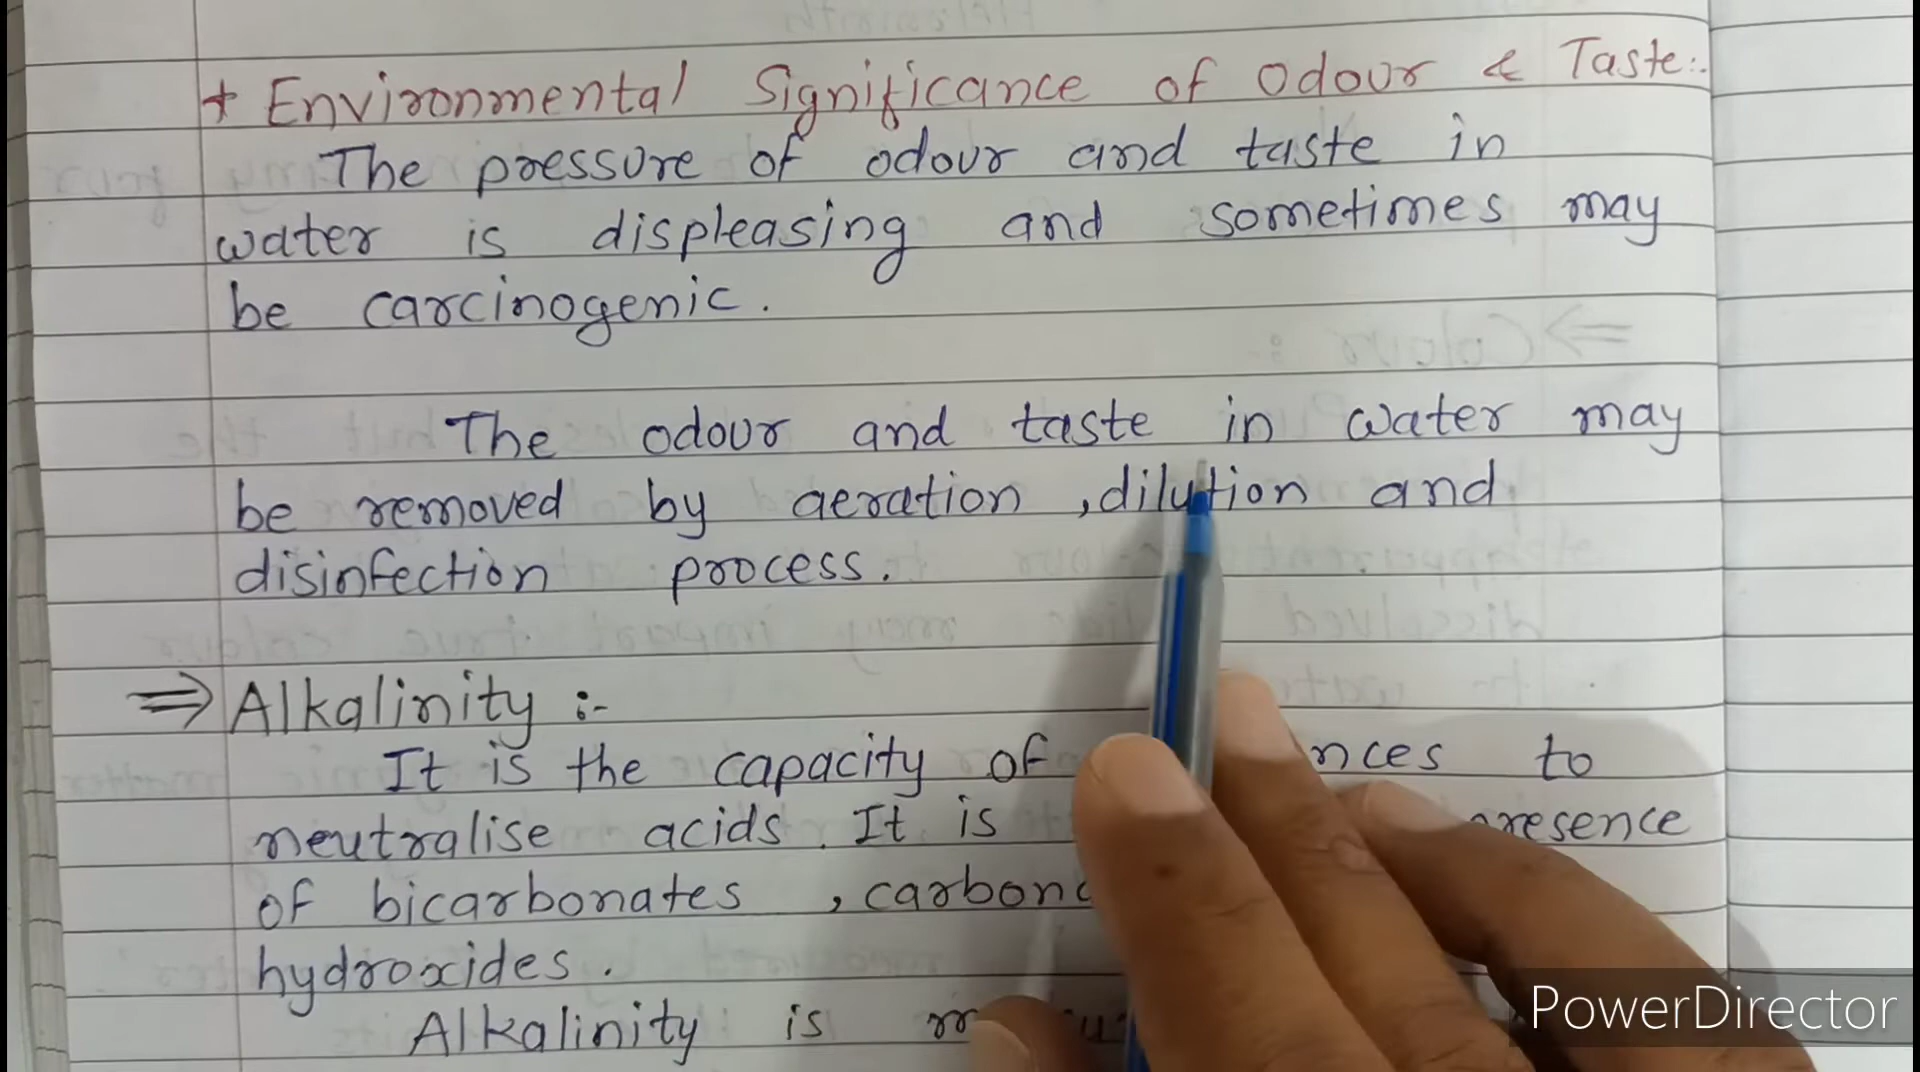 + Environmental Significance of Odour & Taste:.
The pressure of odour and taste in
water is displeasing and sometimes may
be carcinogenic.
The odour and taste in water may
be removed by aeration ,dilution and
disinfection process.
⇒ Alkalinity :-
It is the capacity of nces to
neutralise acids. It is presence
of bicarbonates , carbona
hydroxides.
Alkalinity is
PowerDirector